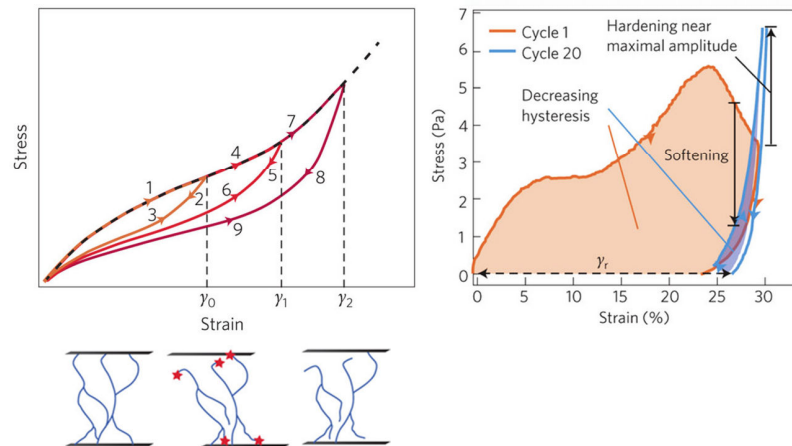 Stress
1
2
3
4
5
6
7
8
9
γ0
γ1
γ2
Strain
7
6
5
4
3
2
1
0
Stress (Pa)
Cycle 1
Cycle 20
Hardening near
maximal amplitude
Decreasing
hysteresis
Softening
γr
0
5
10
15
20
25
30
Strain (%)